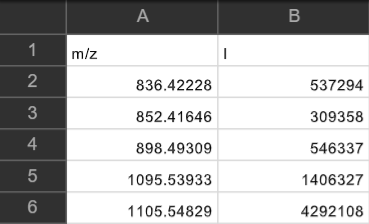 A B
1 m/z I
2 836.42228 537294
3 852.41646 309358
4 898.49309 546337
5 1095.53933 1406327
6 1105.54829 4292108